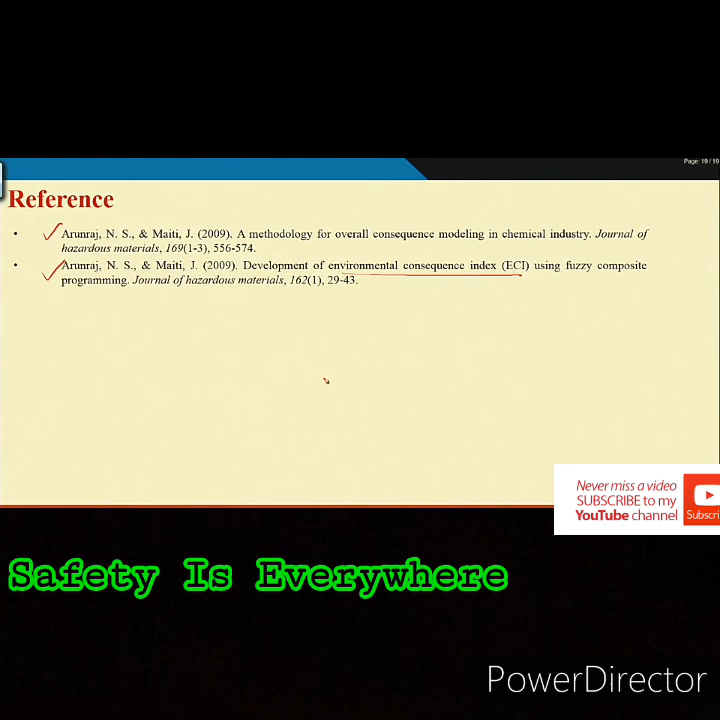 Page: 19 / 19
Reference
• Arunraj, N. S., & Maiti, J. (2009). A methodology for overall consequence modeling in chemical industry. Journal of
hazardous materials, 169(1-3), 556-574.
• Arunraj, N. S., & Maiti, J. (2009). Development of environmental consequence index (ECI) using fuzzy composite
programming. Journal of hazardous materials, 162(1), 29-43.
Never miss a video
SUBSCRIBE to my
YouTube channel
Subscri
Safety Is Everywhere
PowerDirector